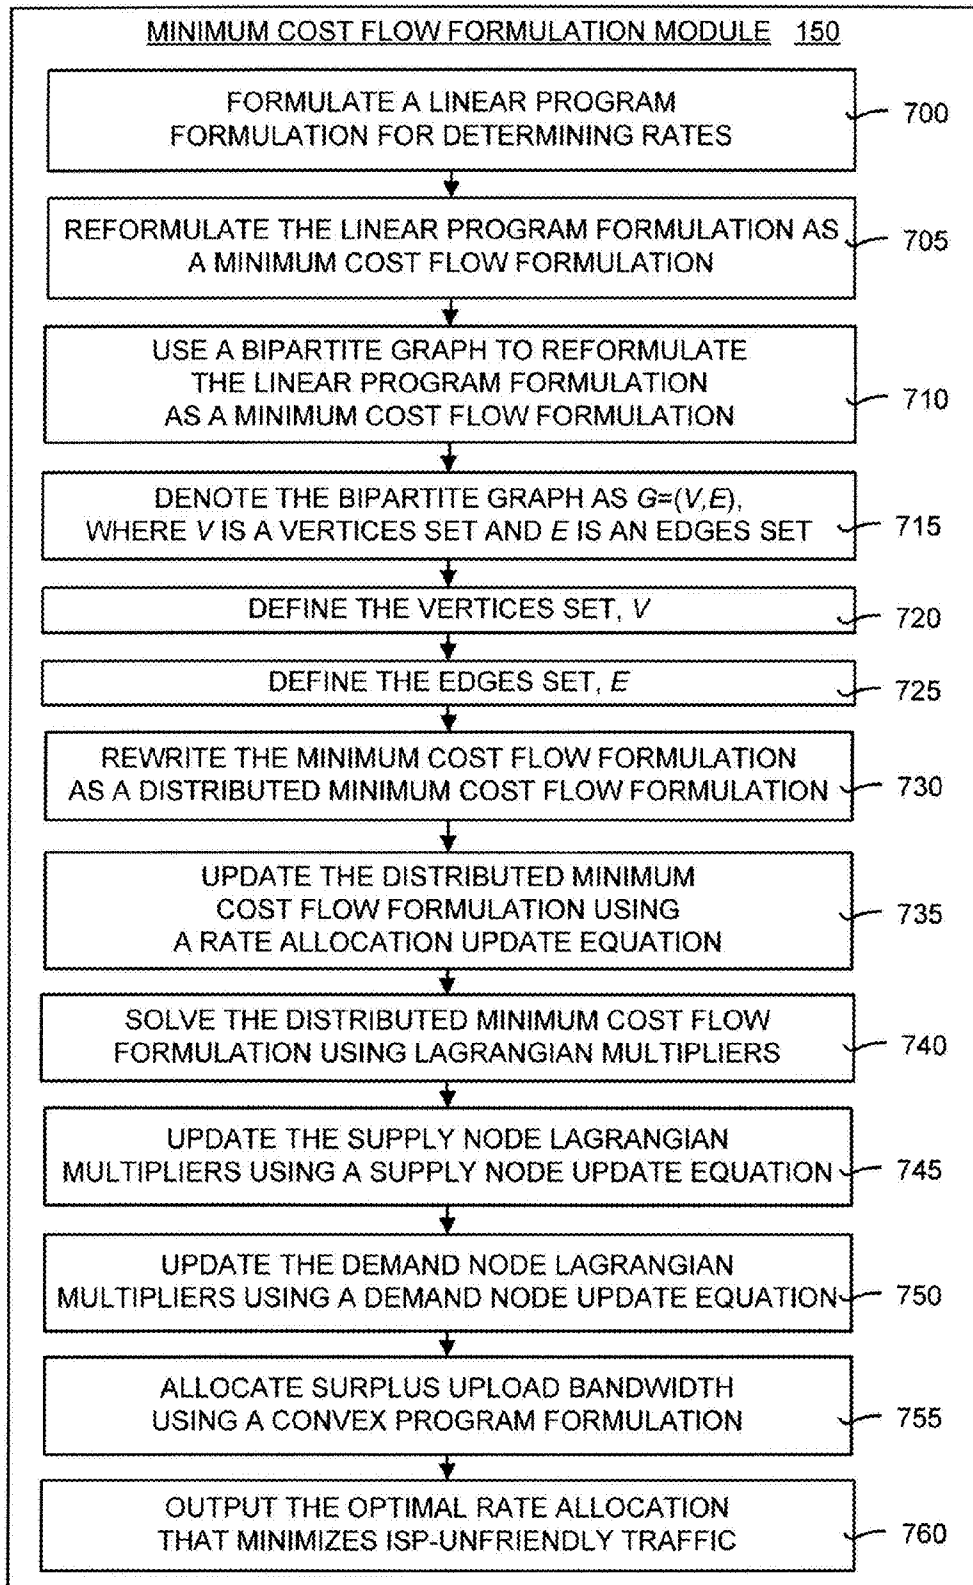 MINIMUM COST FLOW FORMULATION MODULE 150
FORMULATE A LINEAR PROGRAM
FORMULATION FOR DETERMINING RATES
700
REFORMULATE THE LINEAR PROGRAM FORMULATION AS
A MINIMUM COST FLOW FORMULATION
705
USE A BIPARTITE GRAPH TO REFORMULATE
THE LINEAR PROGRAM FORMULATION
AS A MINIMUM COST FLOW FORMULATION
710
DENOTE THE BIPARTITE GRAPH AS G=(V,E),
WHERE V IS A VERTICES SET AND E IS AN EDGES SET
715
DEFINE THE VERTICES SET, V
720
DEFINE THE EDGES SET, E
725
REWRITE THE MINIMUM COST FLOW FORMULATION
AS A DISTRIBUTED MINIMUM COST FLOW FORMULATION
730
UPDATE THE DISTRIBUTED MINIMUM
COST FLOW FORMULATION USING
A RATE ALLOCATION UPDATE EQUATION
735
SOLVE THE DISTRIBUTED MINIMUM COST FLOW
FORMULATION USING LAGRANGIAN MULTIPLIERS
740
UPDATE THE SUPPLY NODE LAGRANGIAN
MULTIPLIERS USING A SUPPLY NODE UPDATE EQUATION
745
UPDATE THE DEMAND NODE LAGRANGIAN
MULTIPLIERS USING A DEMAND NODE UPDATE EQUATION
750
ALLOCATE SURPLUS UPLOAD BANDWIDTH
USING A CONVEX PROGRAM FORMULATION
755
OUTPUT THE OPTIMAL RATE ALLOCATION
THAT MINIMIZES ISP-UNFRIENDLY TRAFFIC
760